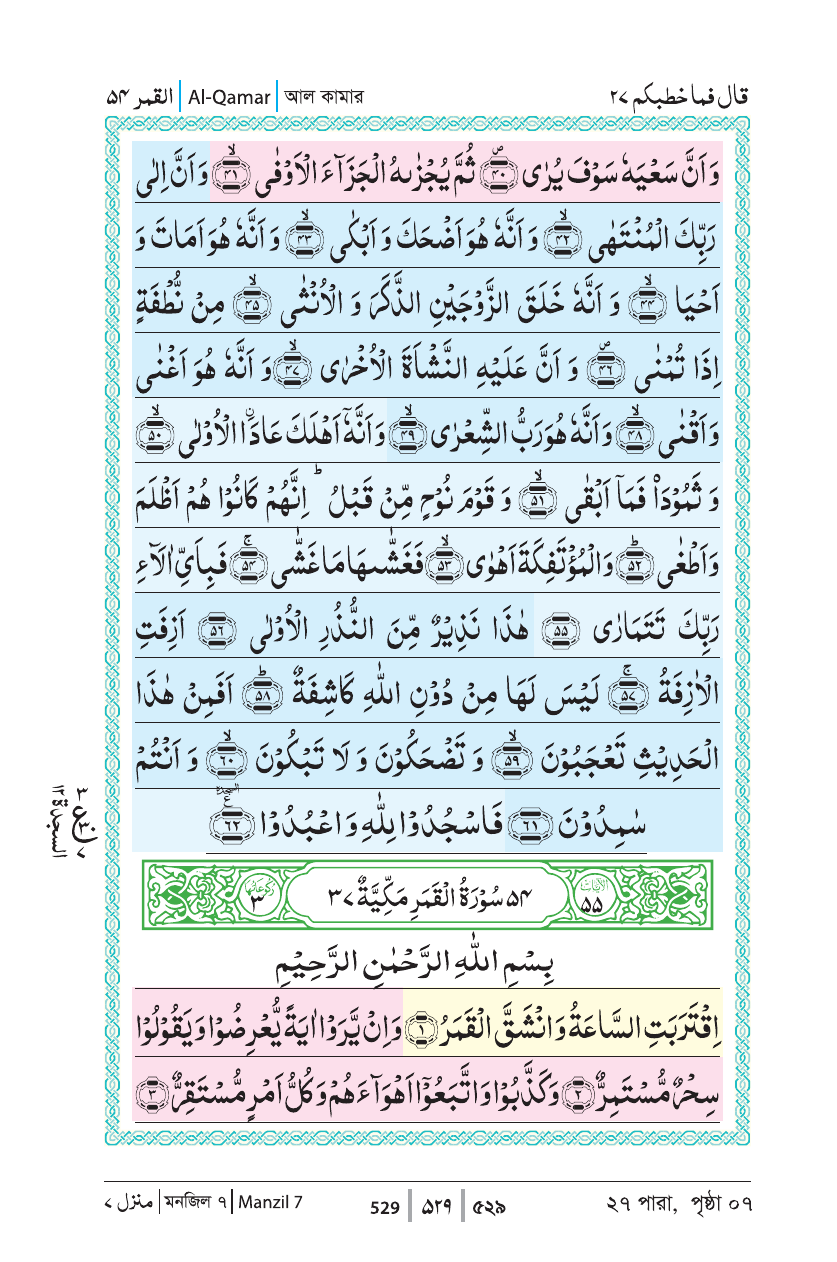 القمر ۵۴ | Al-Qamar | আল কামার
قال فما خطبكم ۲۷
وَاَنَّ سَعْيَهٗ سَوْفَ يُرٰى ﴿۴۰﴾ ثُمَّ يُجْزٰىهُ الْجَزَآءَ الْاَوْفٰى ﴿۴۱﴾ وَاَنَّ اِلٰى
رَبِّكَ الْمُنْتَهٰى ﴿۴۲﴾ وَاَنَّهٗ هُوَ اَضْحَكَ وَاَبْكٰى ﴿۴۳﴾ وَاَنَّهٗ هُوَ اَمَاتَ وَ
اَحْيَا ﴿۴۴﴾ وَاَنَّهٗ خَلَقَ الزَّوْجَيْنِ الذَّكَرَ وَ الْاُنْثٰى ﴿۴۵﴾ مِنْ نُّطْفَةٍ
اِذَا تُمْنٰى ﴿۴۶﴾ وَ اَنَّ عَلَيْهِ النَّشْاَةَ الْاُخْرٰى ﴿۴۷﴾ وَ اَنَّهٗ هُوَ اَغْنٰى
وَاَقْنٰى ﴿۴۸﴾ وَاَنَّهٗ هُوَ رَبُّ الشِّعْرٰى ﴿۴۹﴾ وَاَنَّهٗۤ اَهْلَكَ عَادَاۨ الْاُوْلٰى ﴿۵۰﴾
وَ ثَمُوْدَا۟ فَمَاۤ اَبْقٰى ﴿۵۱﴾ وَ قَوْمَ نُوْحٍ مِّنْ قَبْلُ ؕ اِنَّهُمْ كَانُوْا هُمْ اَظْلَمَ
وَاَطْغٰى ﴿۵۲﴾ وَالْمُؤْتَفِكَةَ اَهْوٰى ﴿۵۳﴾ فَغَشّٰىهَا مَا غَشّٰى ﴿۵۴﴾ فَبِاَيِّ اٰلَآءِ
رَبِّكَ تَتَمَارٰى ﴿۵۵﴾ هٰذَا نَذِيْرٌ مِّنَ النُّذُرِ الْاُوْلٰى ﴿۵۶﴾ اَزِفَتِ
الْاٰزِفَةُ ﴿۵۷﴾ لَيْسَ لَهَا مِنْ دُوْنِ اللّٰهِ كَاشِفَةٌ ﴿۵۸﴾ اَفَمِنْ هٰذَا
الْحَدِيْثِ تَعْجَبُوْنَ ﴿۵۹﴾ وَ تَضْحَكُوْنَ وَ لَا تَبْكُوْنَ ﴿۶۰﴾ وَ اَنْتُمْ
سٰمِدُوْنَ ﴿۶۱﴾ فَاسْجُدُوْا لِلّٰهِ وَاعْبُدُوْا ﴿۶۲﴾
السجدة ۱۲
۳ ع ۷
اٰيَاتُهَا ۵۵ ۵۴ سُوْرَةُ الْقَمَرِ مَكِّيَّةٌ ۳۷ رُكُوْعَاتُهَا ۳
بِسْمِ اللّٰهِ الرَّحْمٰنِ الرَّحِيْمِ
اِقْتَرَبَتِ السَّاعَةُ وَانْشَقَّ الْقَمَرُ ﴿۱﴾ وَاِنْ يَّرَوْا اٰيَةً يُّعْرِضُوْا وَيَقُوْلُوْا
سِحْرٌ مُّسْتَمِرٌّ ﴿۲﴾ وَكَذَّبُوْا وَاتَّبَعُوْۤا اَهْوَآءَهُمْ وَكُلُّ اَمْرٍ مُّسْتَقِرٌّ ﴿۳﴾
منزل ۷ | মনজিল ৭ | Manzil 7
529 | ۵۲۹ | ৫২৯
২৭ পারা, পৃষ্ঠা ০৭